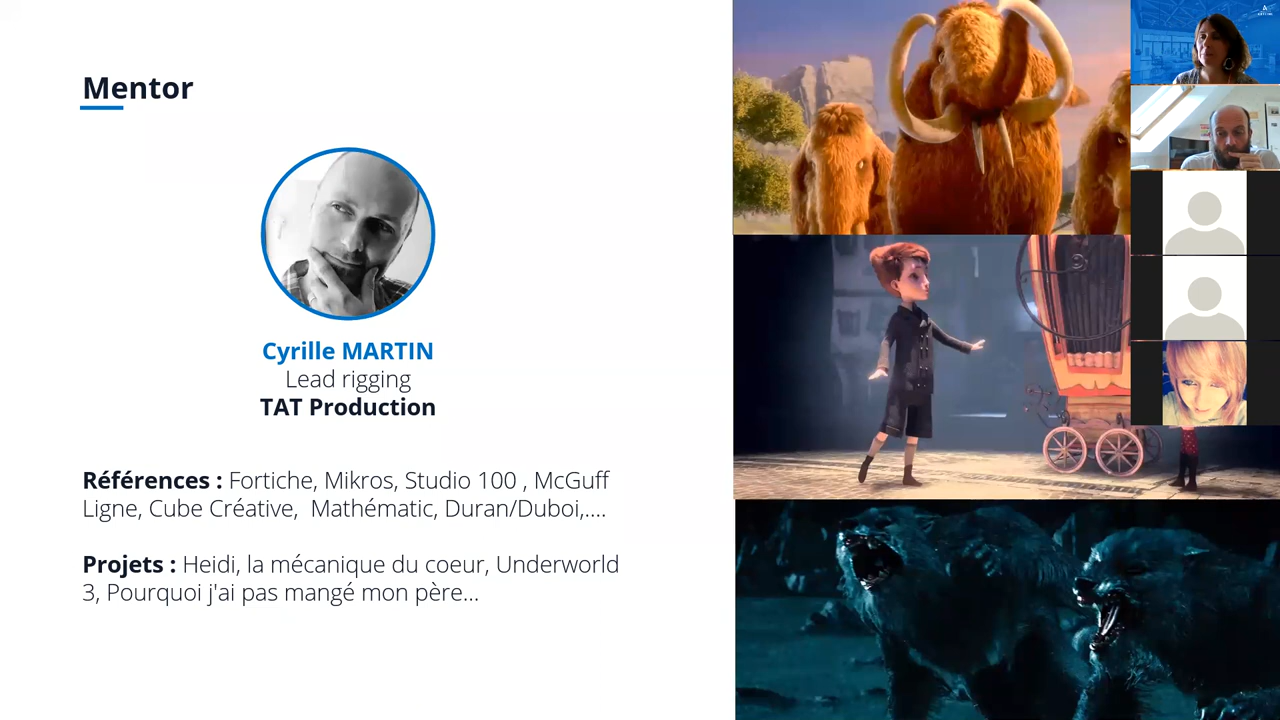 Mentor
Cyrille MARTIN
Lead rigging
TAT Production
Références : Fortiche, Mikros, Studio 100 , McGuff
Ligne, Cube Créative,  Mathématic, Duran/Duboi,....
Projets : Heidi, la mécanique du coeur, Underworld
3, Pourquoi j'ai pas mangé mon père...